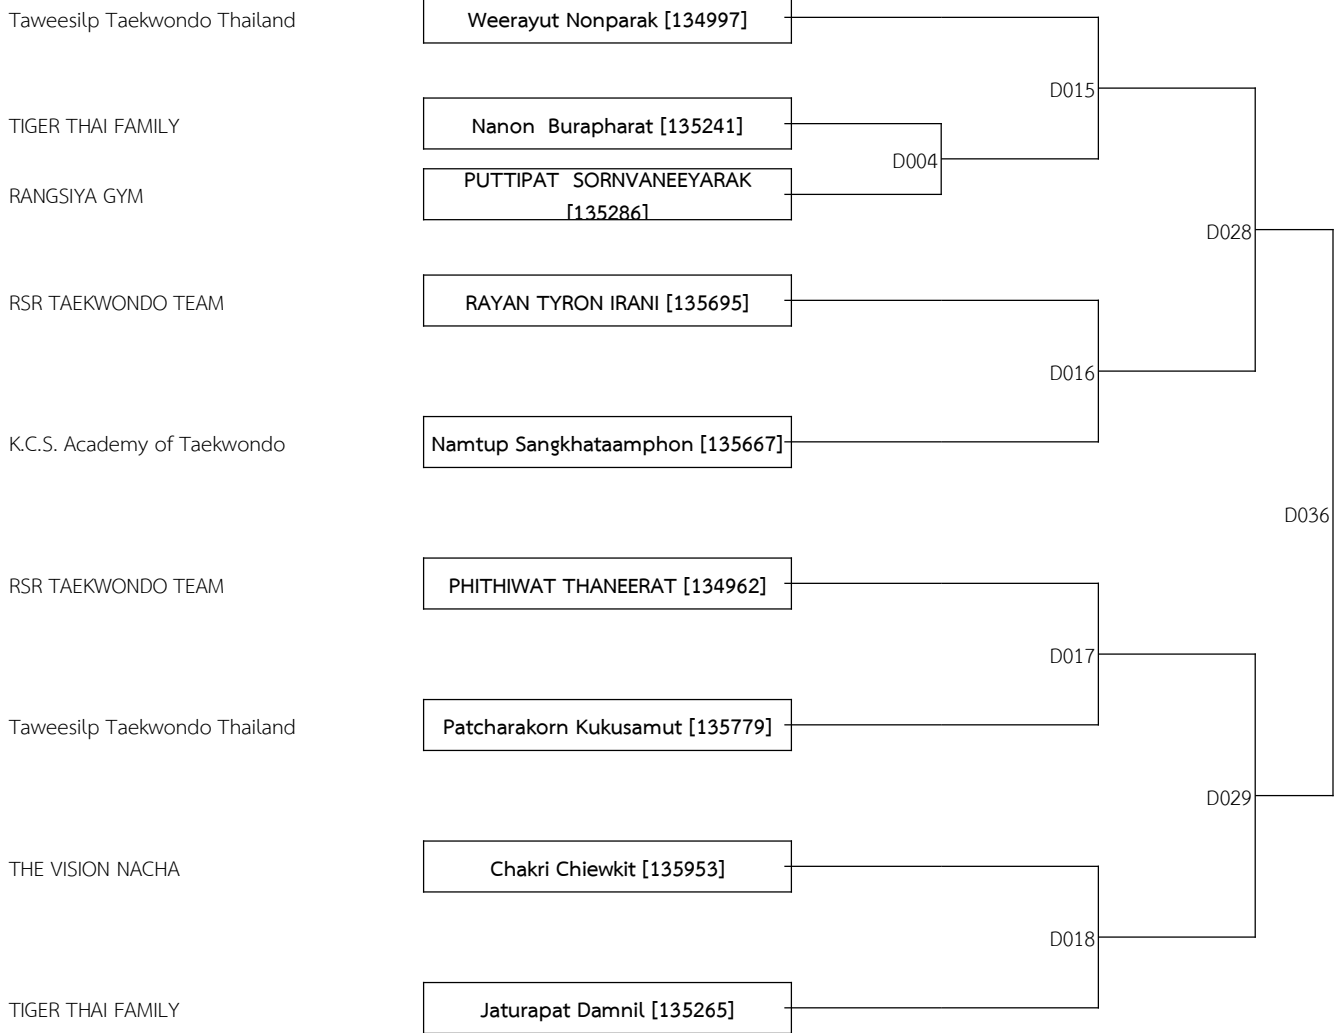 Taweesilp Taekwondo Thailand Weerayut Nonparak [134997]
D015
TIGER THAI FAMILY Nanon  Burapharat [135241]
D004
RANGSIYA GYM PUTTIPAT  SORNVANEEYARAK
[135286]
D028
RSR TAEKWONDO TEAM RAYAN TYRON IRANI [135695]
D016
K.C.S. Academy of Taekwondo Namtup Sangkhataamphon [135667]
D036
RSR TAEKWONDO TEAM PHITHIWAT THANEERAT [134962]
D017
Taweesilp Taekwondo Thailand Patcharakorn Kukusamut [135779]
D029
THE VISION NACHA Chakri Chiewkit [135953]
D018
TIGER THAI FAMILY Jaturapat Damnil [135265]